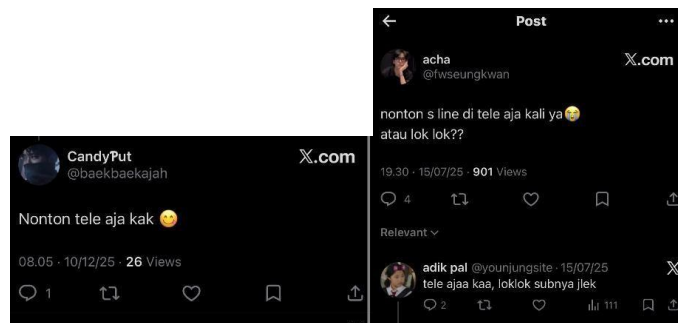 CandyPut
@baekbaekajah
X.com
Nonton tele aja kak 😋
08.05 · 10/12/25 · 26 Views
1
Post
acha
@fwseungkwan
X.com
nonton s line di tele aja kali ya😭
atau lok lok??
19.30 · 15/07/25 · 901 Views
4
Relevant
adik pal @younjungsite · 15/07/25
tele ajaa kaa, loklok subnya jlek
2 111